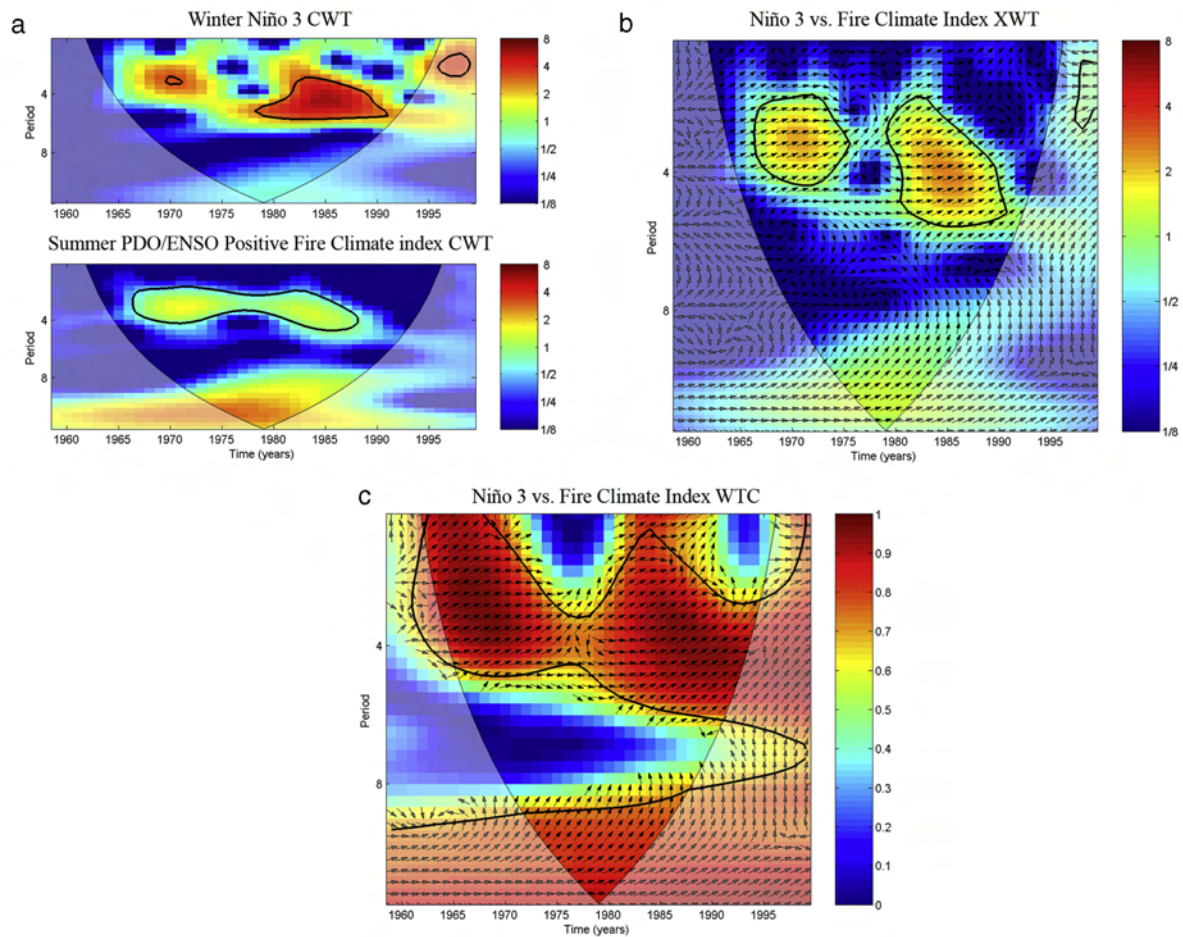 a
Winter Niño 3 CWT
Period
4
8
1960 1965 1970 1975 1980 1985 1990 1995
8
4
2
1
1/2
1/4
1/8
Summer PDO/ENSO Positive Fire Climate index CWT
Period
4
8
1960 1965 1970 1975 1980 1985 1990 1995
Time (years)
8
4
2
1
1/2
1/4
1/8
b
Niño 3 vs. Fire Climate Index XWT
Period
4
8
1960 1965 1970 1975 1980 1985 1990 1995
Time (years)
8
4
2
1
1/2
1/4
1/8
c
Niño 3 vs. Fire Climate Index WTC
Period
4
8
1960 1965 1970 1975 1980 1985 1990 1995
Time (years)
1
0.9
0.8
0.7
0.6
0.5
0.4
0.3
0.2
0.1
0